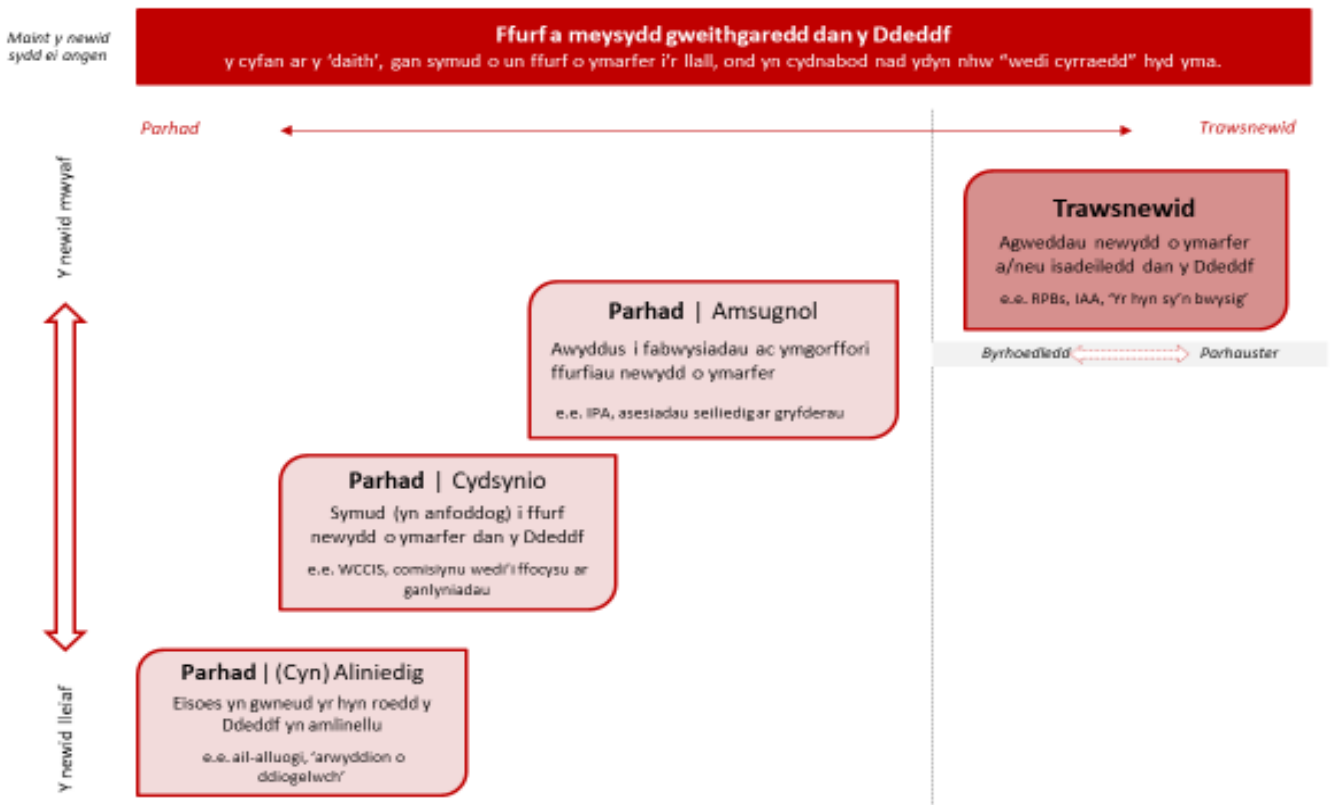 Maint y newid
sydd ei angen
Ffurf a meysydd gweithgaredd dan y Ddeddf
y cyfan ar y ‘daith’, gan symud o un ffurf o ymarfer i’r llall, ond yn cydnabod nad ydyn nhw “wedi cyrraedd” hyd yma.
Parhad
Trawsnewid
Y newid mwyaf
Trawsnewid
Agweddau newydd o ymarfer
a/neu isadeiledd dan y Ddeddf
e.e. RPBs, IAA, ‘Yr hyn sy’n bwysig’
Byrhoedledd
Parhauster
Parhad | Amsugnol
Awyddus i fabwysiadau ac ymgorffori
ffurfiau newydd o ymarfer
e.e. IPA, asesiadau seiliedig ar gryfderau
Parhad | Cydsynio
Symud (yn anfoddog) i ffurf
newydd o ymarfer dan y Ddeddf
e.e. WCCIS, comisiynu wedi’i ffocysu ar
ganlyniadau
Y newid lleiaf
Parhad | (Cyn) Aliniedig
Eisoes yn gwneud yr hyn roedd y
Ddeddf yn amlinellu
e.e. ail-alluogi, ‘arwyddion o
ddiogelwch’